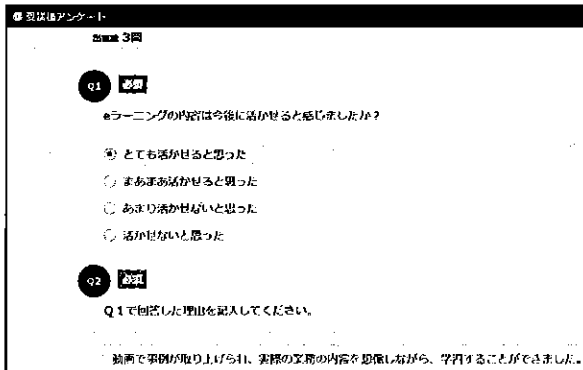 受講後アンケート
出題数 3問
Q1 必須
eラーニングの内容は今後に活かせると感じましたか？
とても活かせると思った
まあまあ活かせると思った
あまり活かせないと思った
活かせないと思った
Q2 必須
Q1で回答した理由を記入してください。
動画で事例が取り上げられ、実際の業務の内容を想像しながら、学習することができました。